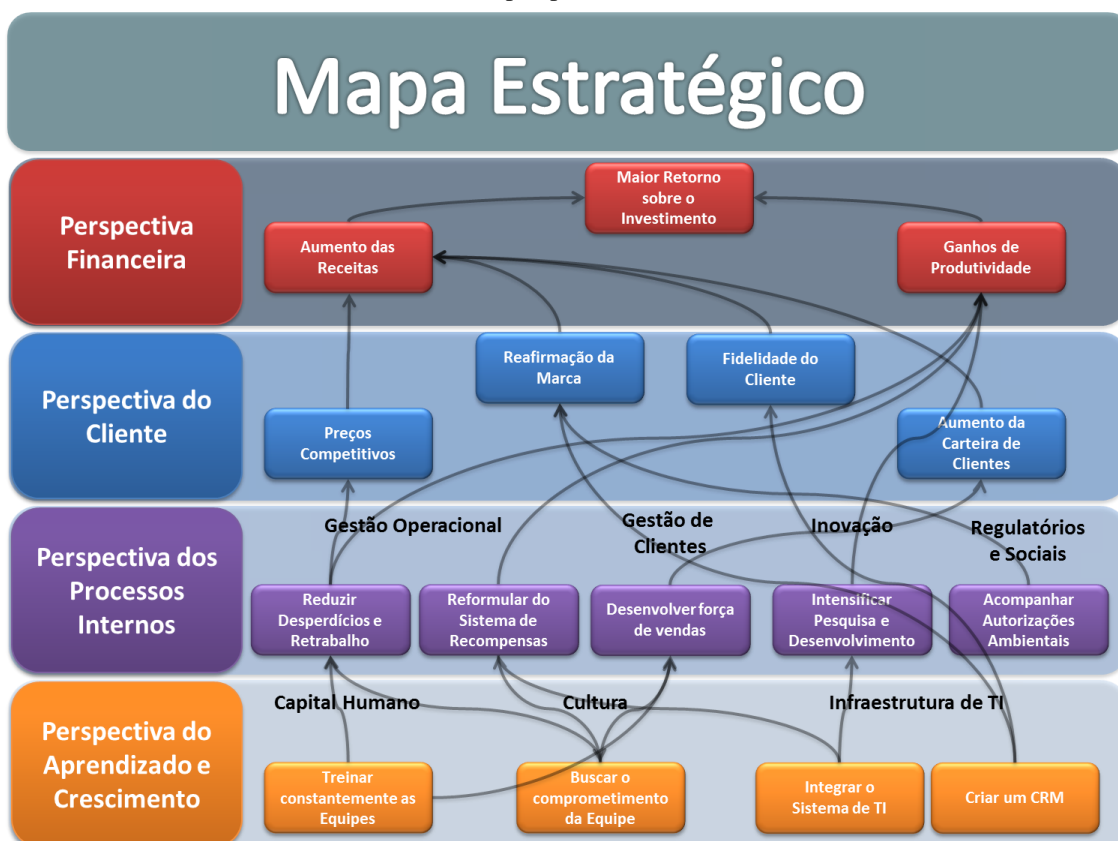 Mapa Estratégico
Perspectiva
Financeira
Maior Retorno
sobre o
Investimento
Aumento das
Receitas
Ganhos de
Produtividade
Perspectiva do
Cliente
Reafirmação da
Marca
Fidelidade do
Cliente
Preços
Competitivos
Aumento da
Carteira de
Clientes
Perspectiva dos
Processos
Internos
Gestão Operacional
Gestão de
Clientes
Inovação
Regulatórios
e Sociais
Reduzir
Desperdícios e
Retrabalho
Reformular do
Sistema de
Recompensas
Desenvolver força
de vendas
Intensificar
Pesquisa e
Desenvolvimento
Acompanhar
Autorizações
Ambientais
Perspectiva do
Aprendizado e
Crescimento
Capital Humano
Cultura
Infraestrutura de TI
Treinar
constantemente as
Equipes
Buscar o
comprometimento
da Equipe
Integrar o
Sistema de TI
Criar um CRM